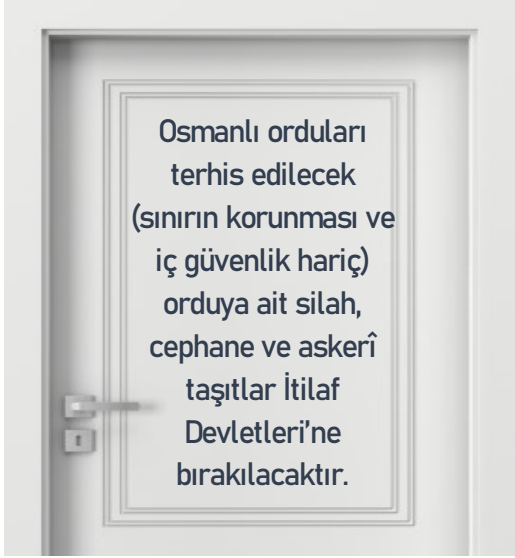 Osmanlı orduları
terhis edilecek
(sınırın korunması ve
iç güvenlik hariç)
orduya ait silah,
cephane ve askerî
taşıtlar İtilaf
Devletleri’ne
bırakılacaktır.